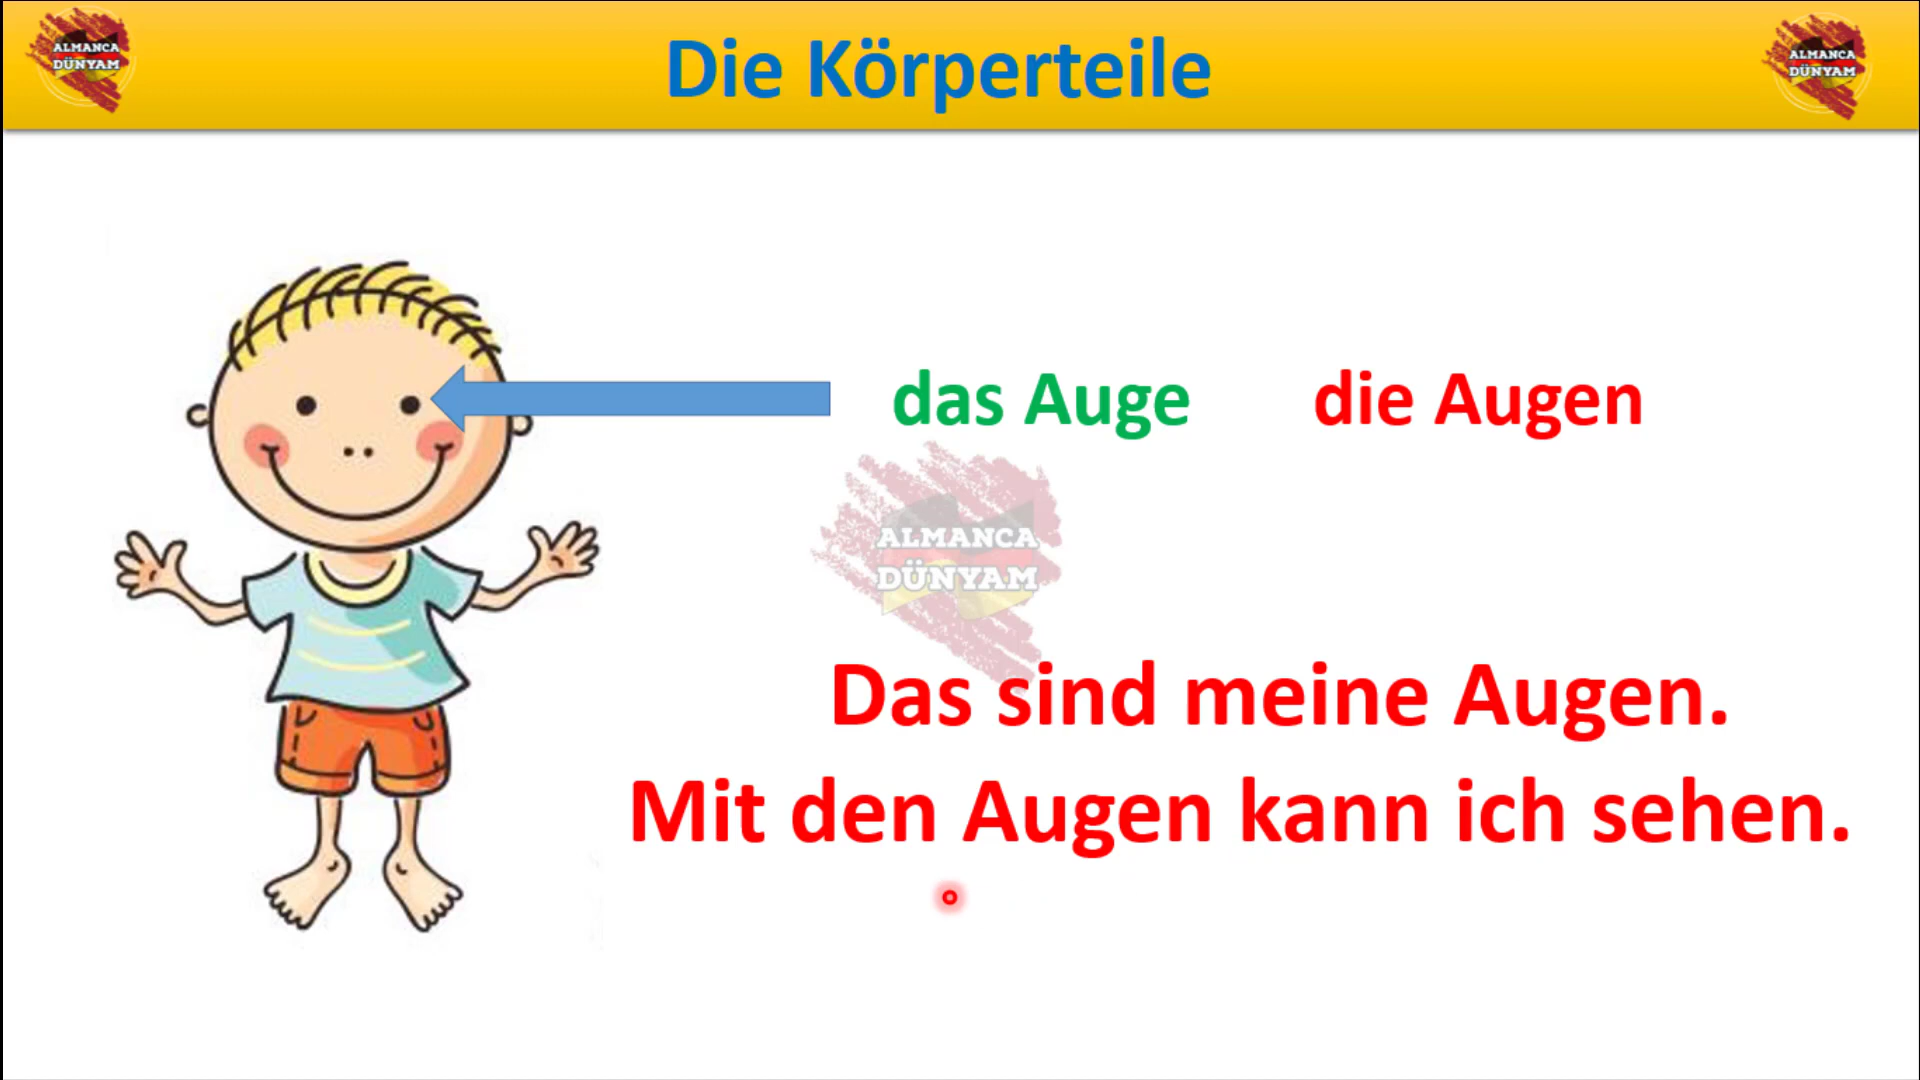 ALMANCA
DÜNYAM
Die Körperteile
ALMANCA
DÜNYAM
das Auge die Augen
ALMANCA
DÜNYAM
Das sind meine Augen.
Mit den Augen kann ich sehen.